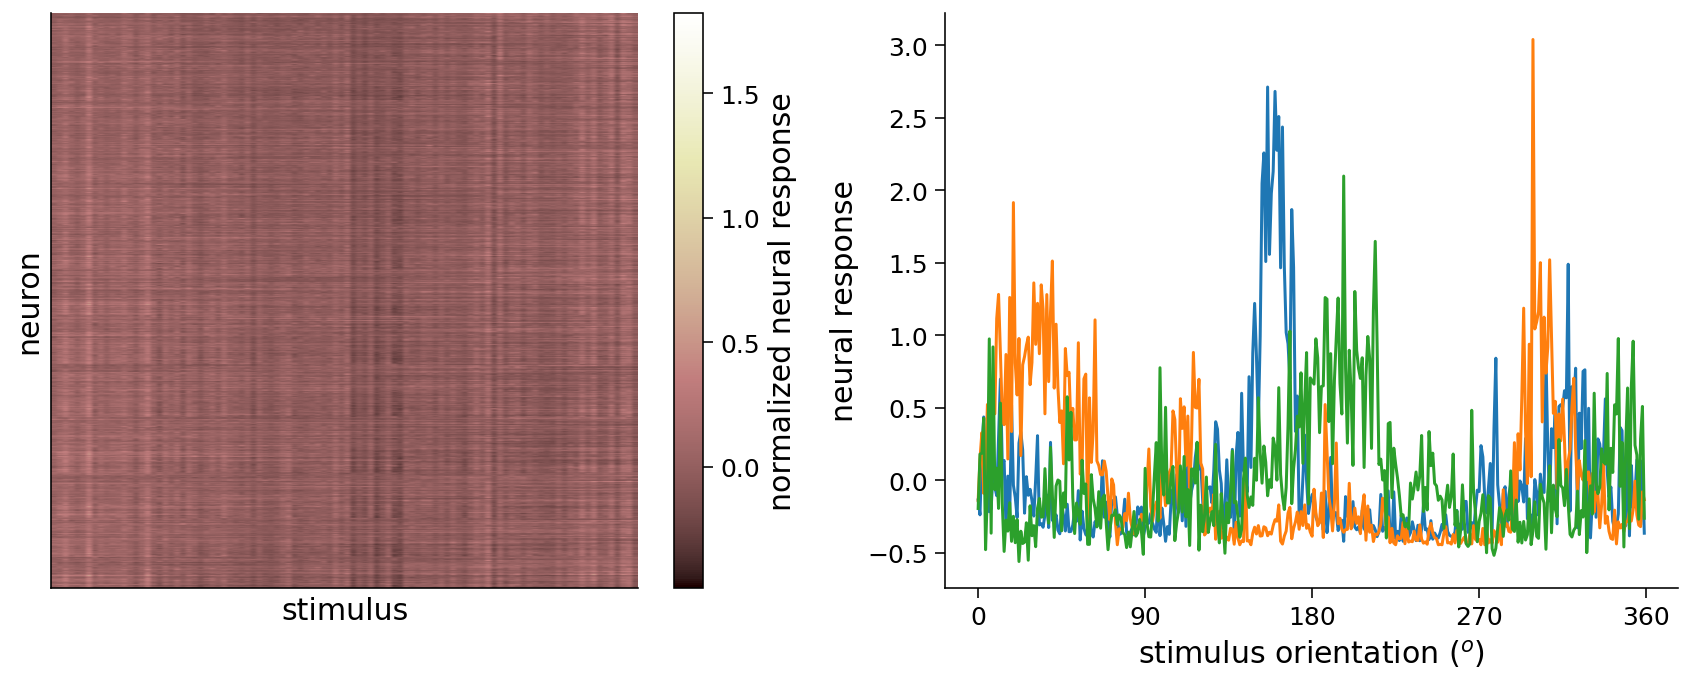 neuron
stimulus
1.5
1.0
0.5
0.0
normalized neural response
neural response
3.0
2.5
2.0
1.5
1.0
0.5
0.0
−0.5
0 90 180 270 360
stimulus orientation (ᵒ)